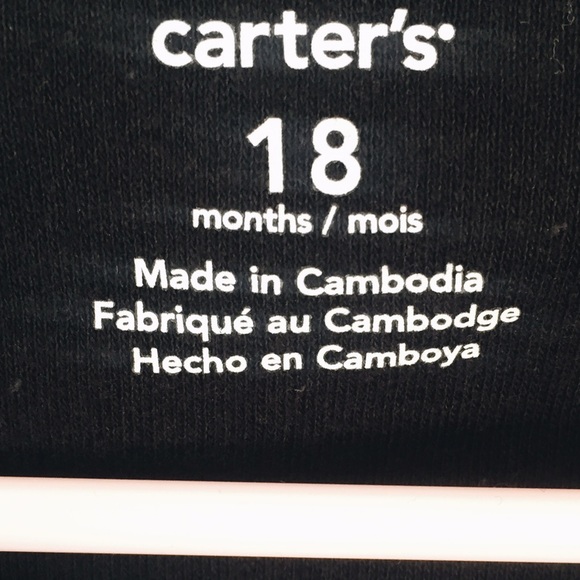 carter's
18
months / mois
Made in Cambodia
Fabriqué au Cambodge
Hecho en Camboya